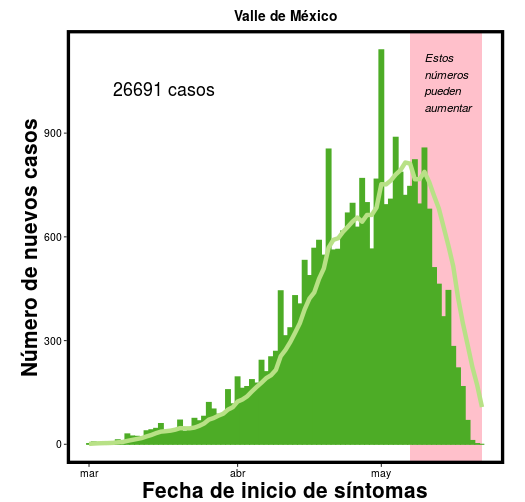 Valle de México
26691 casos
Estos
números
pueden
aumentar
Número de nuevos casos
900
600
300
0
mar
abr
may
Fecha de inicio de síntomas